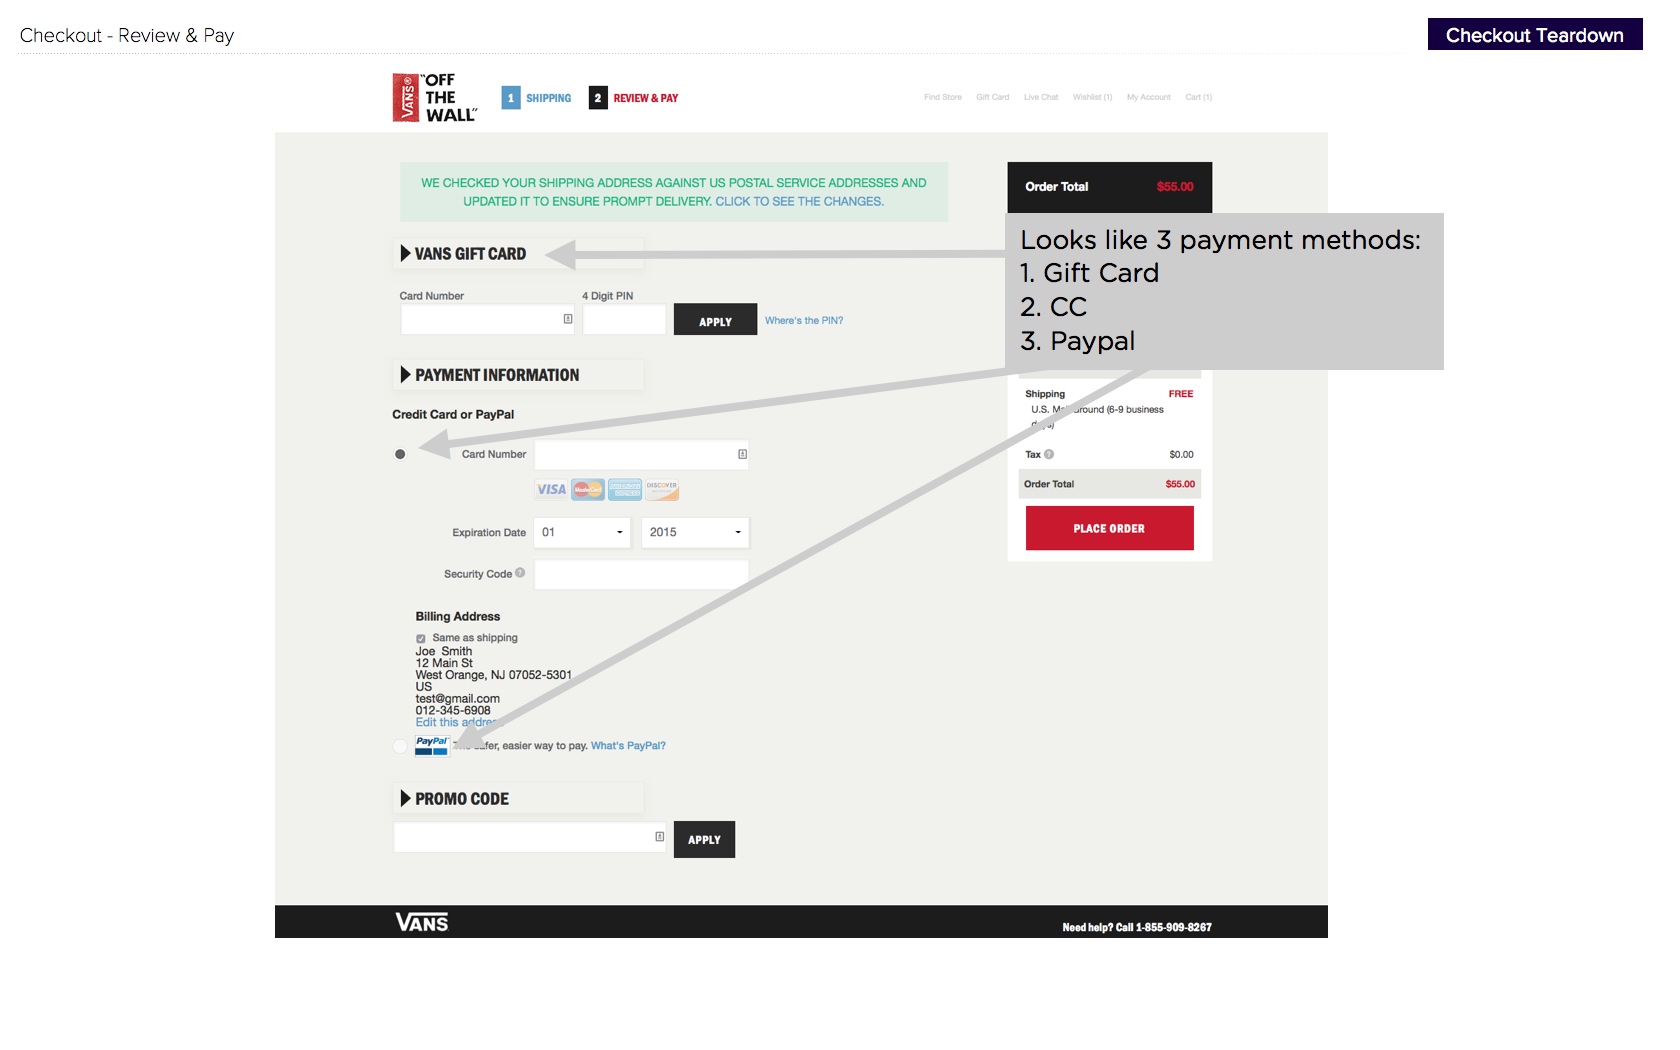 Checkout - Review & Pay
Checkout Teardown
VANS®
"OFF
THE
WALL"
1 SHIPPING 2 REVIEW & PAY
Find Store Gift Card Live Chat Wishlist (1) My Account Cart (1)
WE CHECKED YOUR SHIPPING ADDRESS AGAINST US POSTAL SERVICE ADDRESSES AND
UPDATED IT TO ENSURE PROMPT DELIVERY. CLICK TO SEE THE CHANGES.
Order Total $55.00
Looks like 3 payment methods:
1. Gift Card
2. CC
3. Paypal
VANS GIFT CARD
Card Number 4 Digit PIN
APPLY Where's the PIN?
PAYMENT INFORMATION
Credit Card or PayPal
Card Number
VISA MasterCard DISCOVER
Expiration Date 01 2015
Security Code ?
Billing Address
Same as shipping
Joe Smith
12 Main St
West Orange, NJ 07052-5301
US
test@gmail.com
012-345-6908
Edit this address
PayPal safer, easier way to pay. What's PayPal?
PROMO CODE
APPLY
Shipping FREE
U.S. Ground (6-9 business
Tax ? $0.00
Order Total $55.00
PLACE ORDER
VANS
Need help? Call 1-855-909-8267